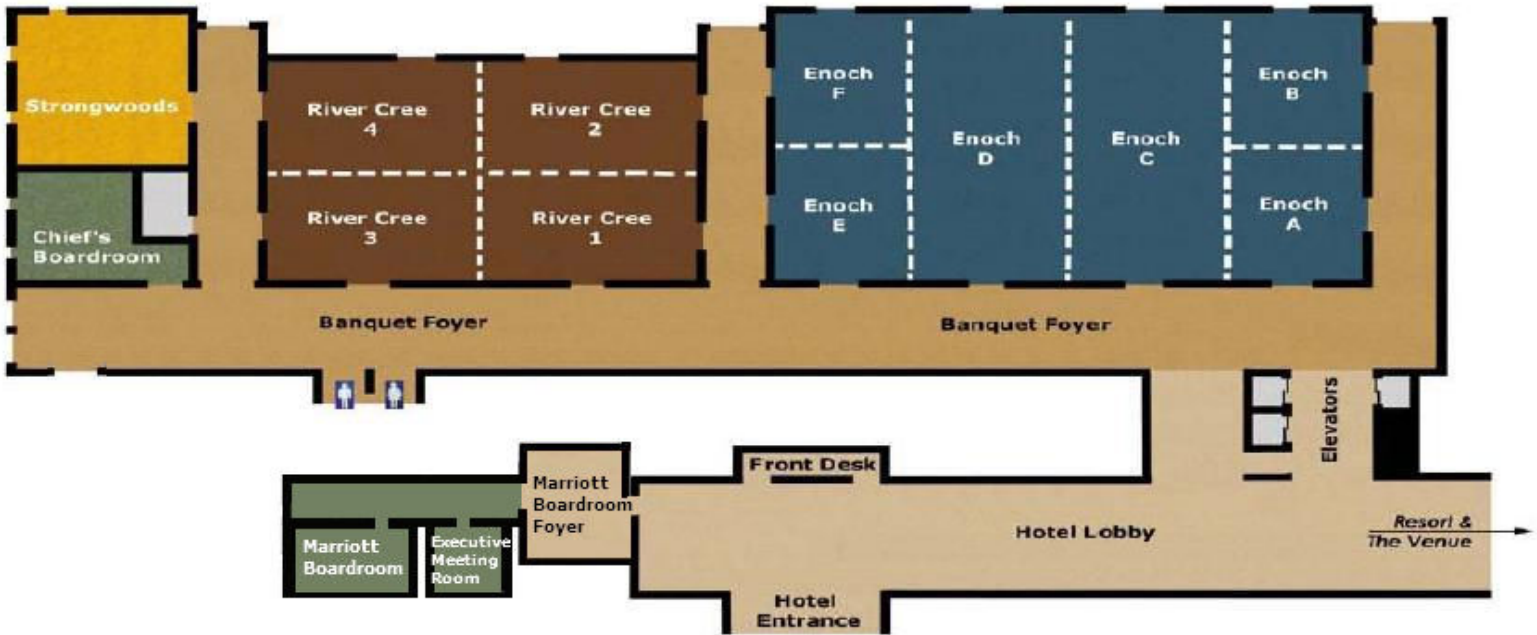 Strongwoods
Chief's
Boardroom
River Cree
4
River Cree
2
River Cree
3
River Cree
1
Enoch
F
Enoch
E
Enoch
D
Enoch
C
Enoch
B
Enoch
A
Banquet Foyer
Banquet Foyer
Elevators
Front Desk
Marriott
Boardroom
Foyer
Marriott
Boardroom
Executive
Meeting
Room
Hotel Lobby
Resort &
The Venue
Hotel
Entrance